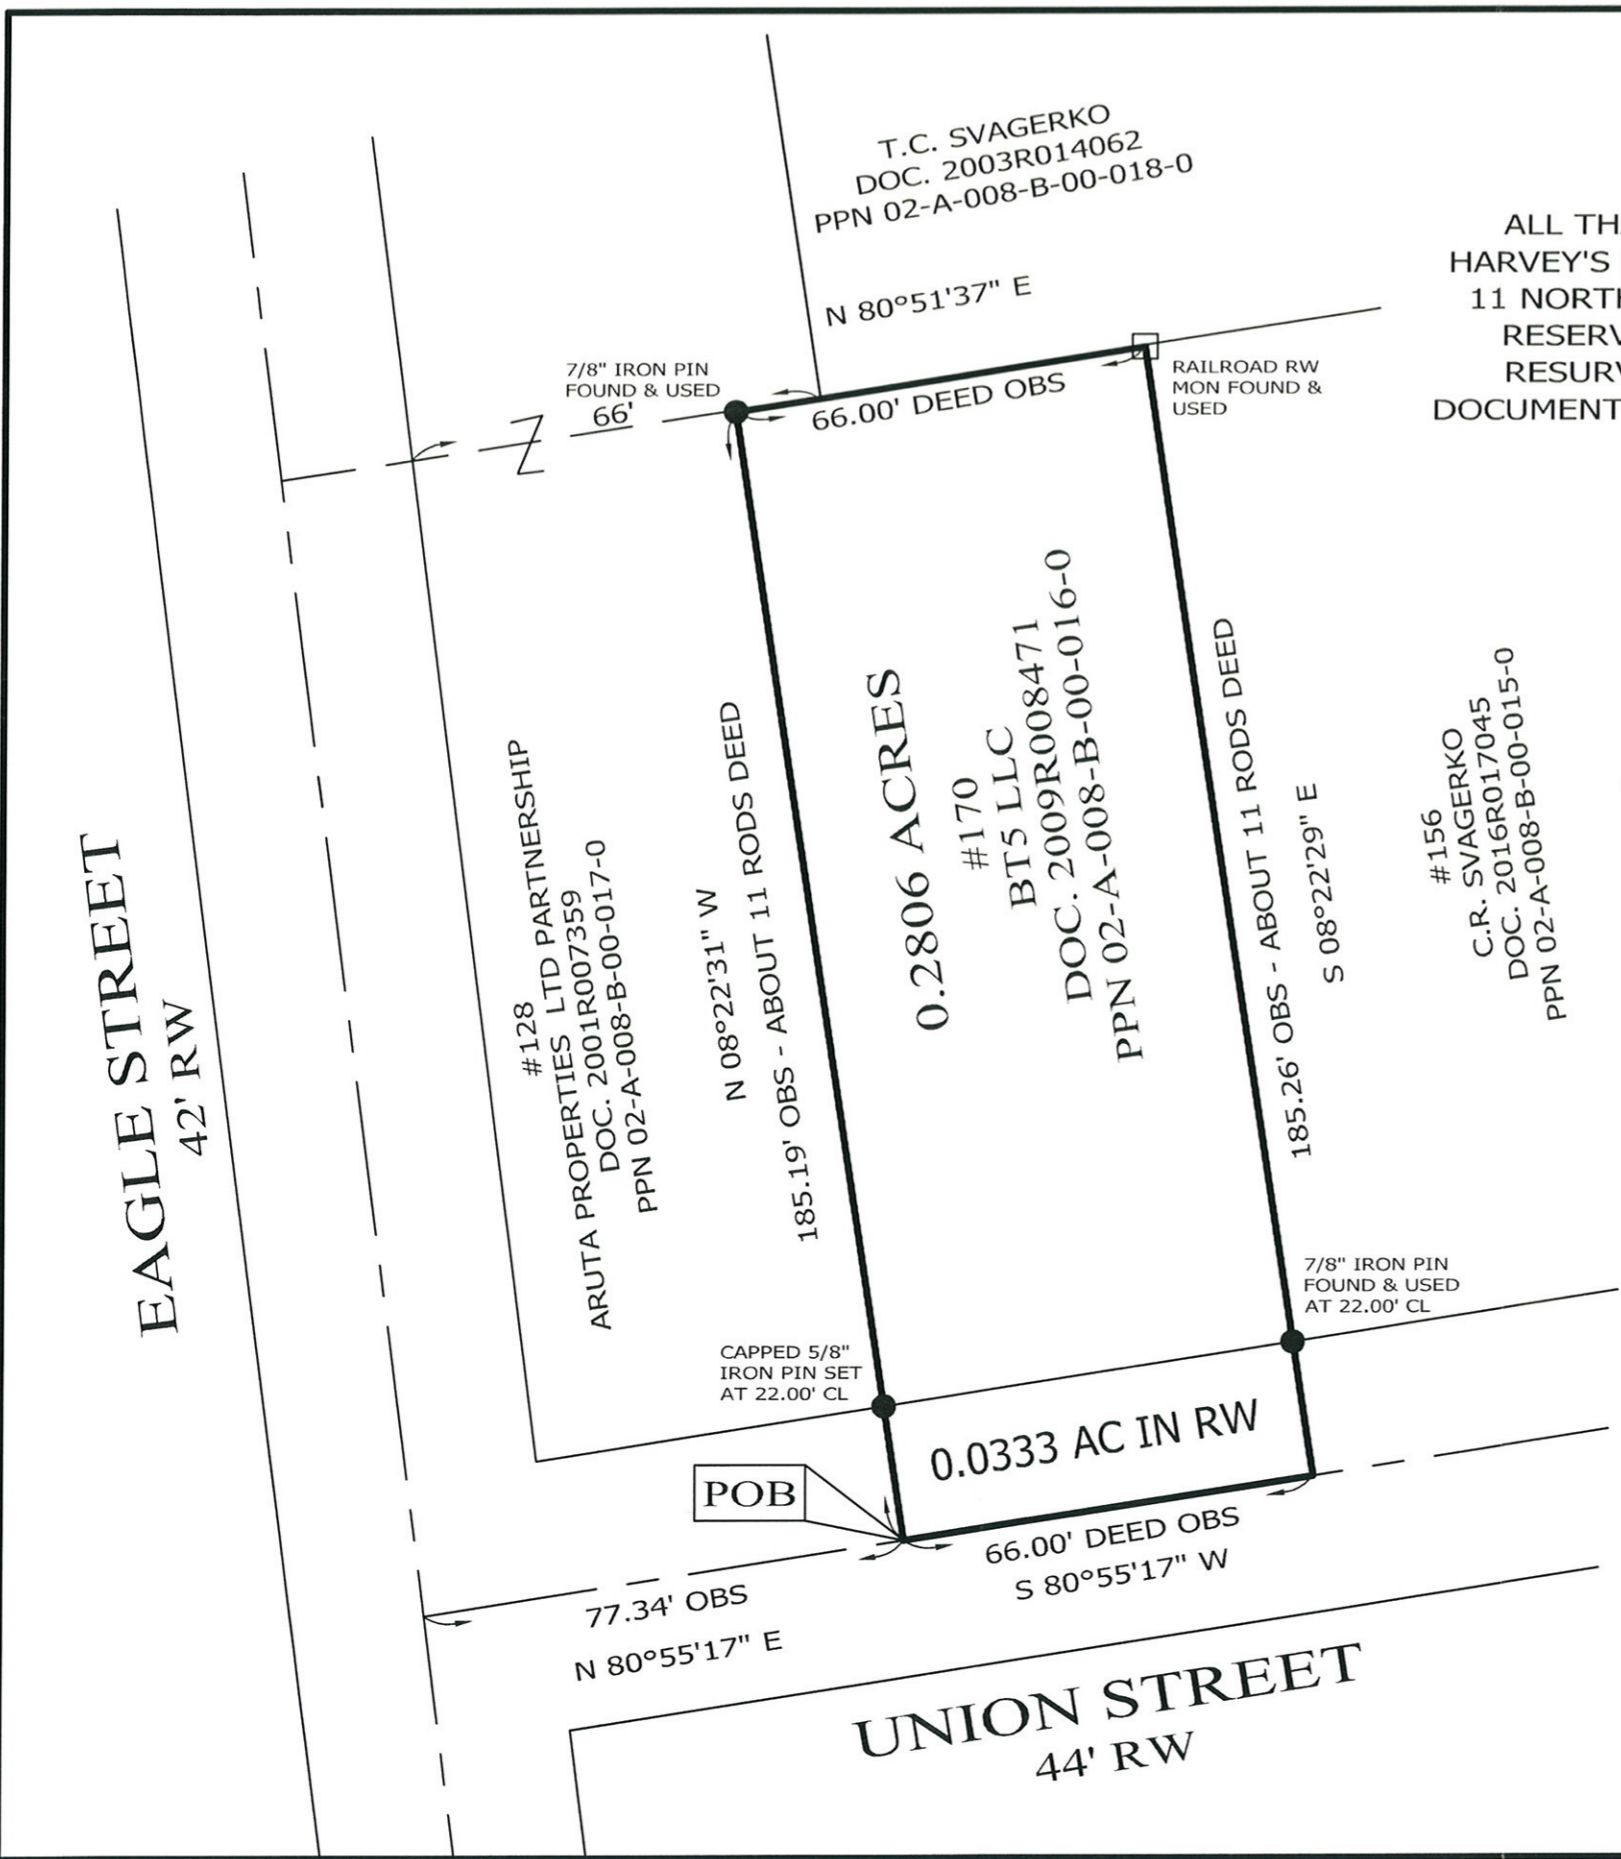 T.C. SVAGERKO
DOC. 2003R014062
PPN 02-A-008-B-00-018-0
N 80°51'37" E
ALL TH
HARVEY'S
11 NORTH
RESERV
RESURV
DOCUMENT
7/8" IRON PIN
FOUND & USED
66'
66.00' DEED OBS
RAILROAD RW
MON FOUND &
USED
EAGLE STREET
42' RW
#128
ARUTA PROPERTIES LTD PARTNERSHIP
DOC. 2001R007359
PPN 02-A-008-B-00-017-0
N 08°22'31" W
185.19' OBS - ABOUT 11 RODS DEED
0.2806 ACRES
#170
BT5 LLC
DOC. 2009R008471
PPN 02-A-008-B-00-016-0
185.26' OBS - ABOUT 11 RODS DEED
S 08°22'29" E
#156
C.R. SVAGERKO
DOC. 2016R017045
PPN 02-A-008-B-00-015-0
7/8" IRON PIN
FOUND & USED
AT 22.00' CL
CAPPED 5/8"
IRON PIN SET
AT 22.00' CL
0.0333 AC IN RW
POB
66.00' DEED OBS
S 80°55'17" W
77.34' OBS
N 80°55'17" E
UNION STREET
44' RW